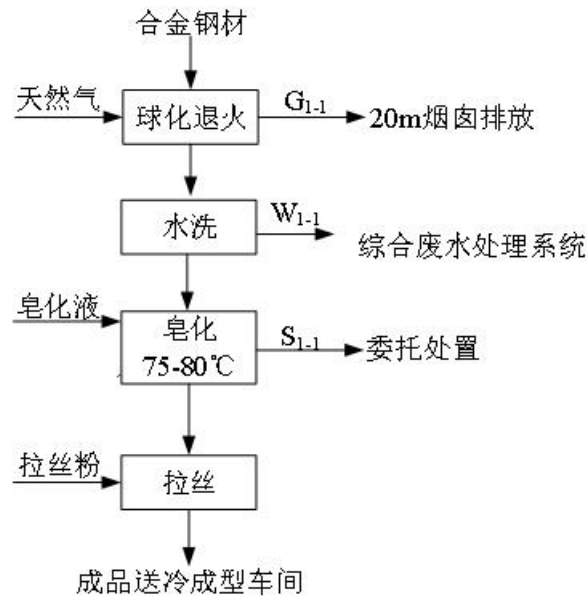 合金钢材
天然气
球化退火
G₁₋₁
20m烟囱排放
水洗
W₁₋₁
综合废水处理系统
皂化液
皂化
75-80℃
S₁₋₁
委托处置
拉丝粉
拉丝
成品送冷成型车间